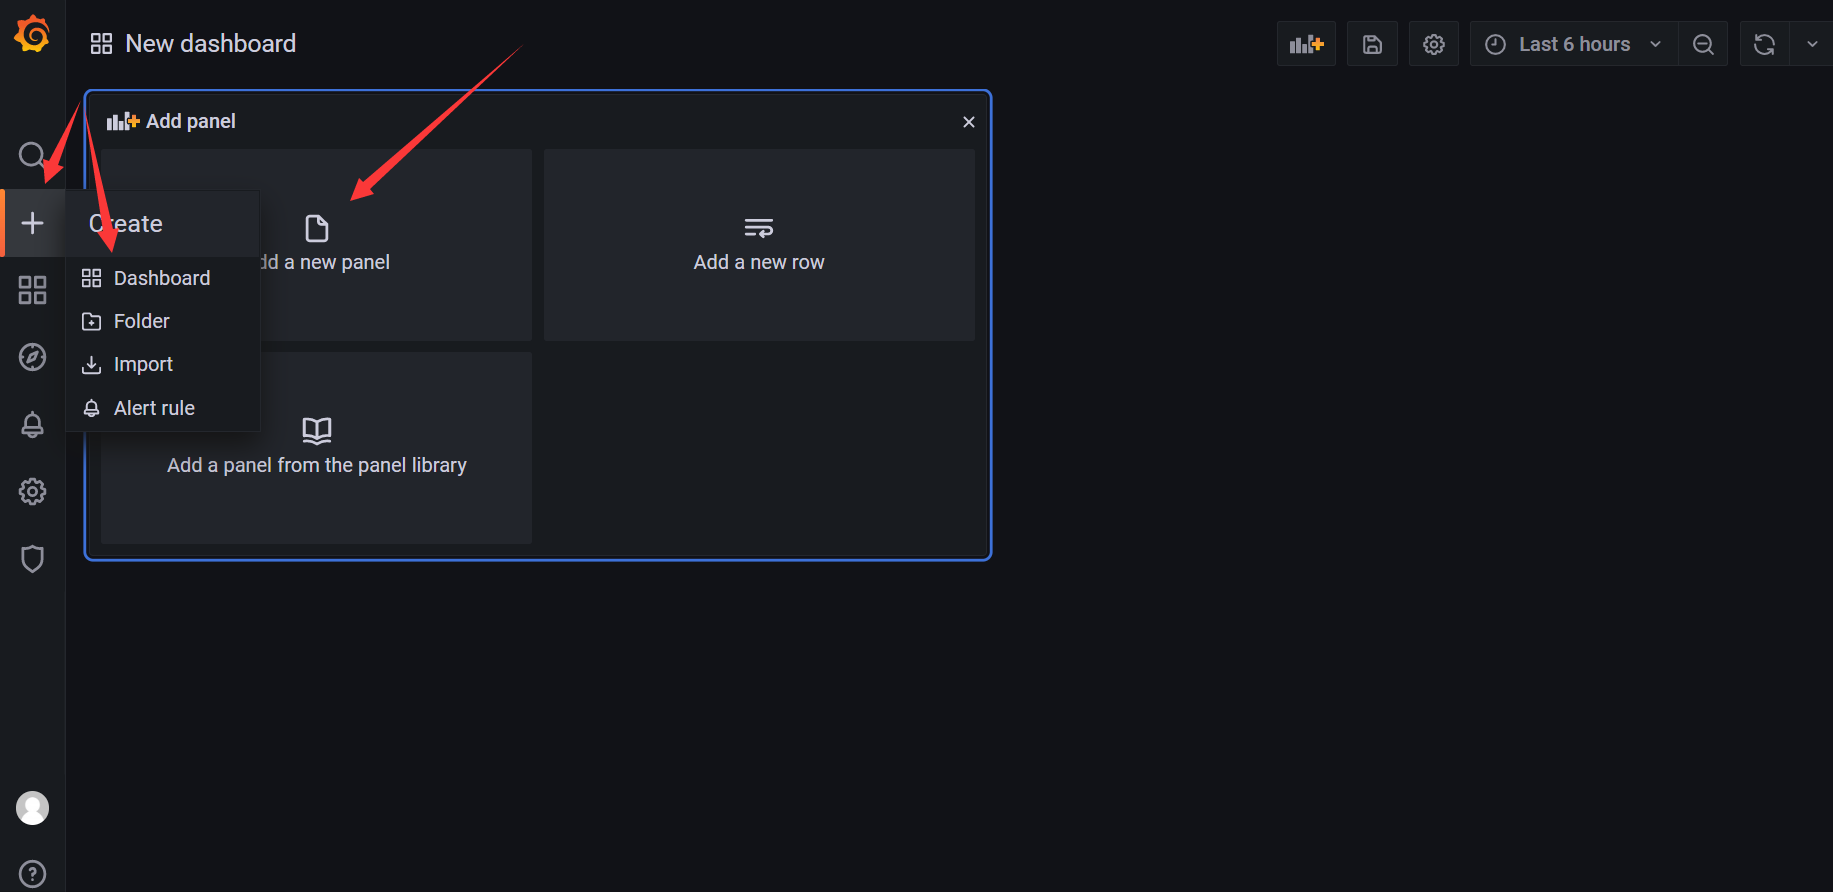 New dashboard
Last 6 hours
Add panel
Create
dd a new panel
Add a new row
Dashboard
Folder
Import
Alert rule
Add a panel from the panel library